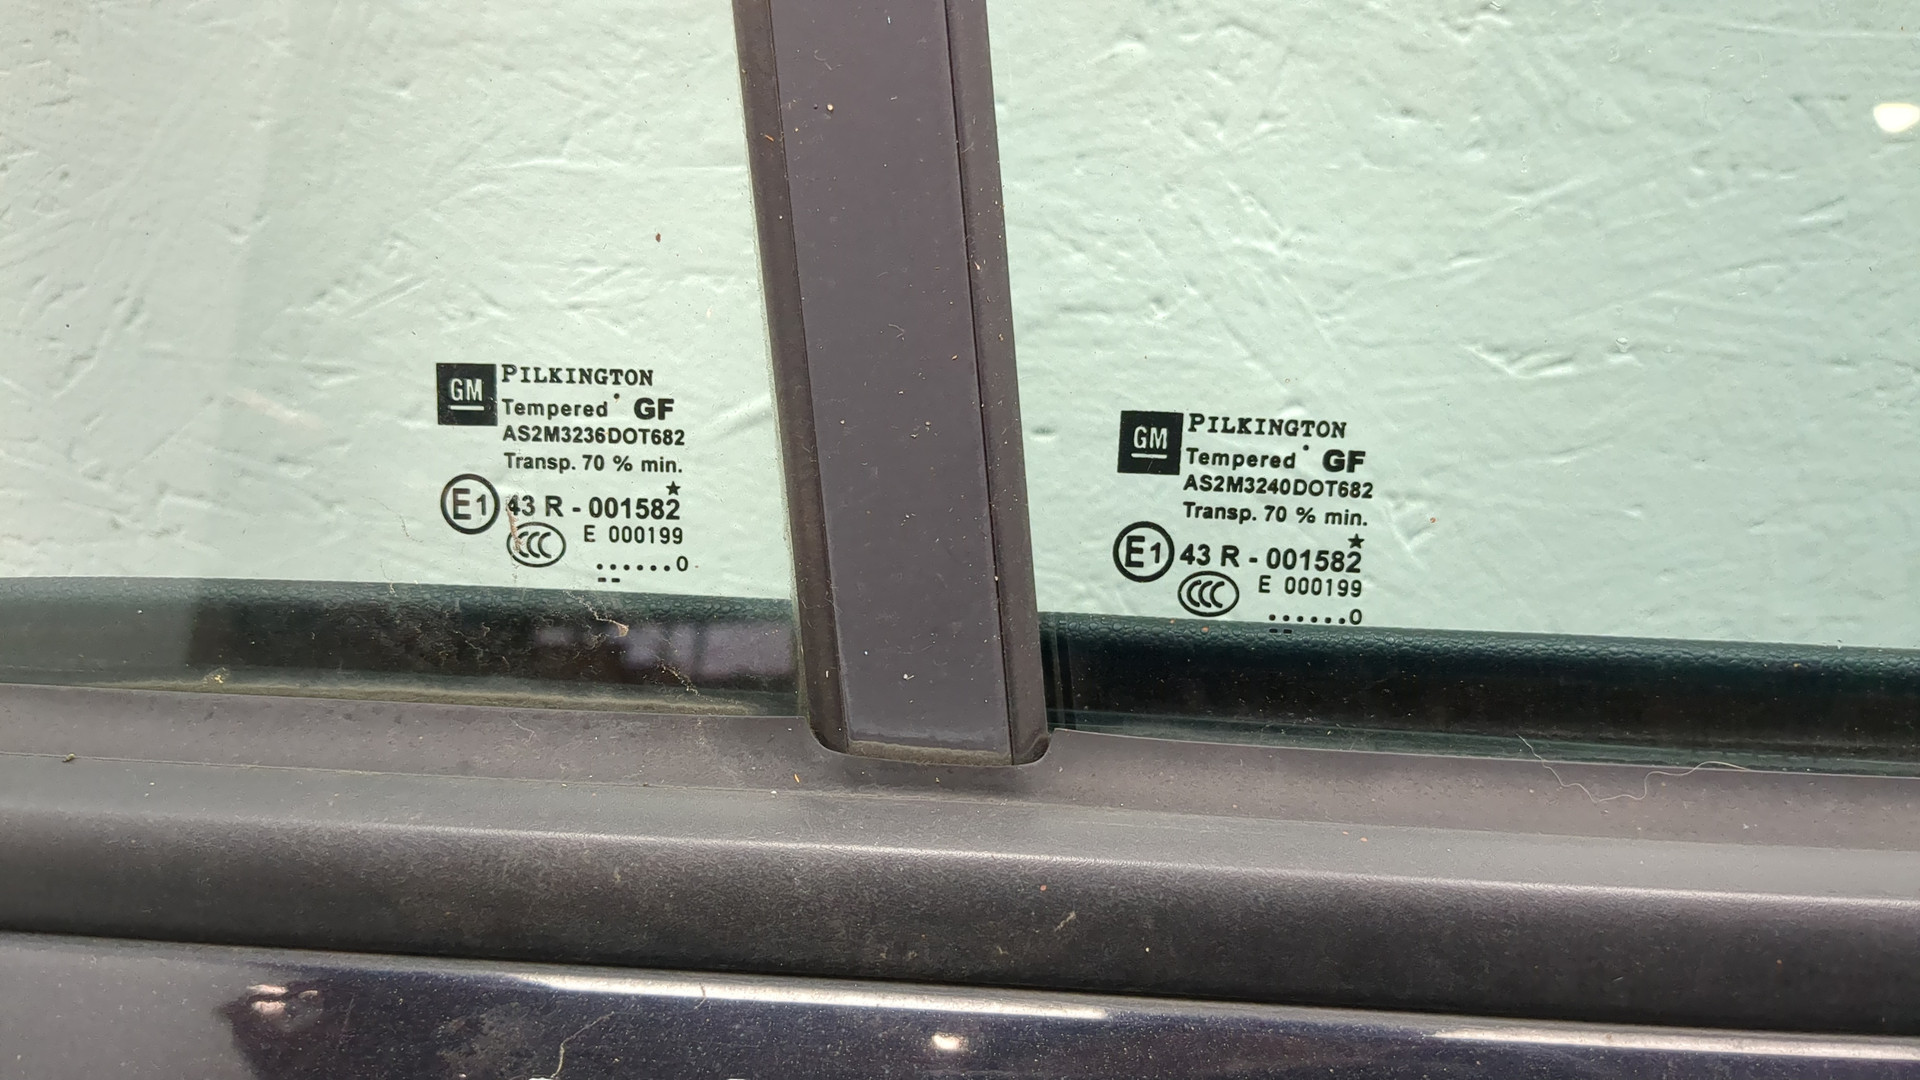 GM
PILKINGTON
Tempered GF
AS2M3236DOT682
Transp. 70 % min.
E1 43 R - 001582
CCC E 000199
......0
--
GM
PILKINGTON
Tempered GF
AS2M3240DOT682
Transp. 70 % min.
E1 43 R - 001582
CCC E 000199
......0
--